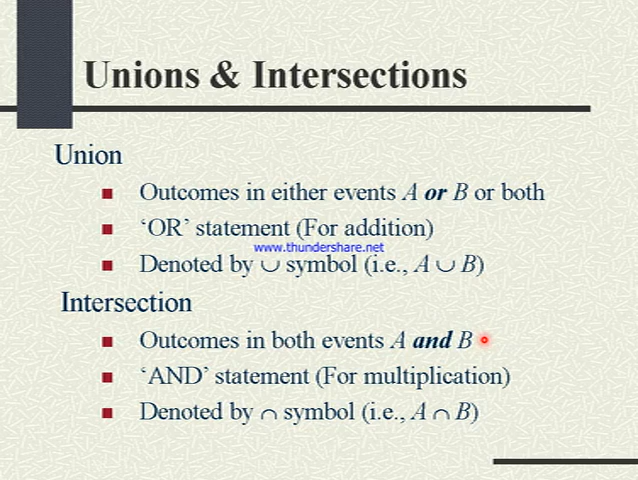 Unions & Intersections
Union
Outcomes in either events A or B or both
‘OR’ statement (For addition)
www.thundershare.net
Denoted by ∪ symbol (i.e., A ∪ B)
Intersection
Outcomes in both events A and B
‘AND’ statement (For multiplication)
Denoted by ∩ symbol (i.e., A ∩ B)